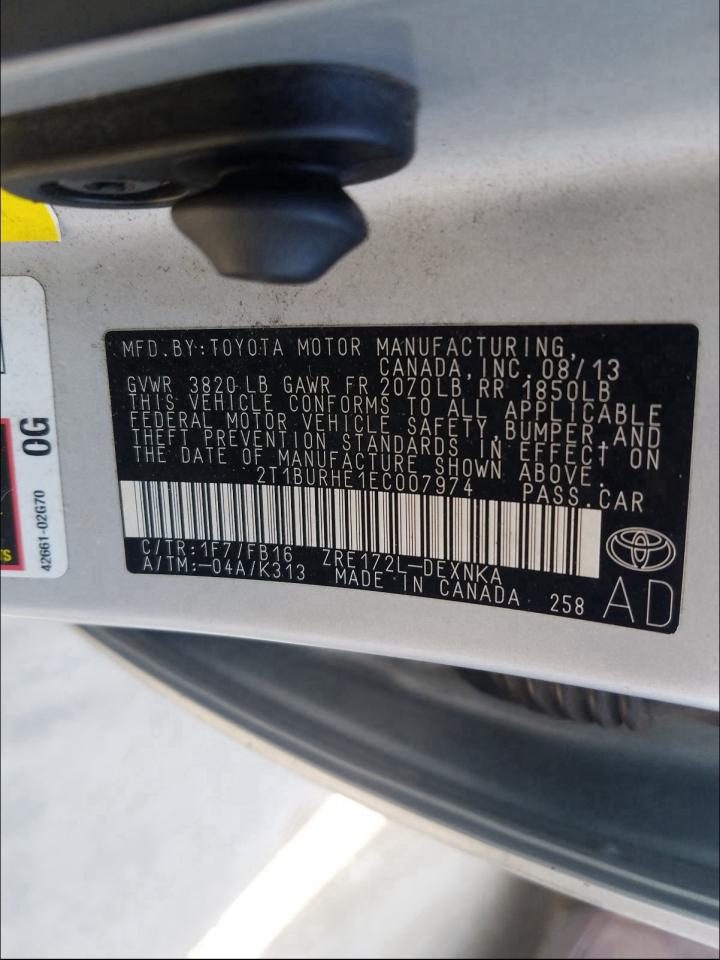 MFD.BY:TOYOTA MOTOR MANUFACTURING,
CANADA,INC.08/13
GVWR 3820 LB GAWR FR 2070LB RR 1850LB
THIS VEHICLE CONFORMS TO ALL APPLICABLE
FEDERAL MOTOR VEHICLE SAFETY,BUMPER,AND
THEFT PREVENTION STANDARDS IN EFFECT ON
THE DATE OF MANUFACTURE SHOWN ABOVE.
2T1BURHE1EC007974 PASS.CAR
C/TR:1F7/FB16 ZRE172L-DEXNKA
A/TM:-04A/K313 MADE IN CANADA 258
AD
0G
42661-02G70